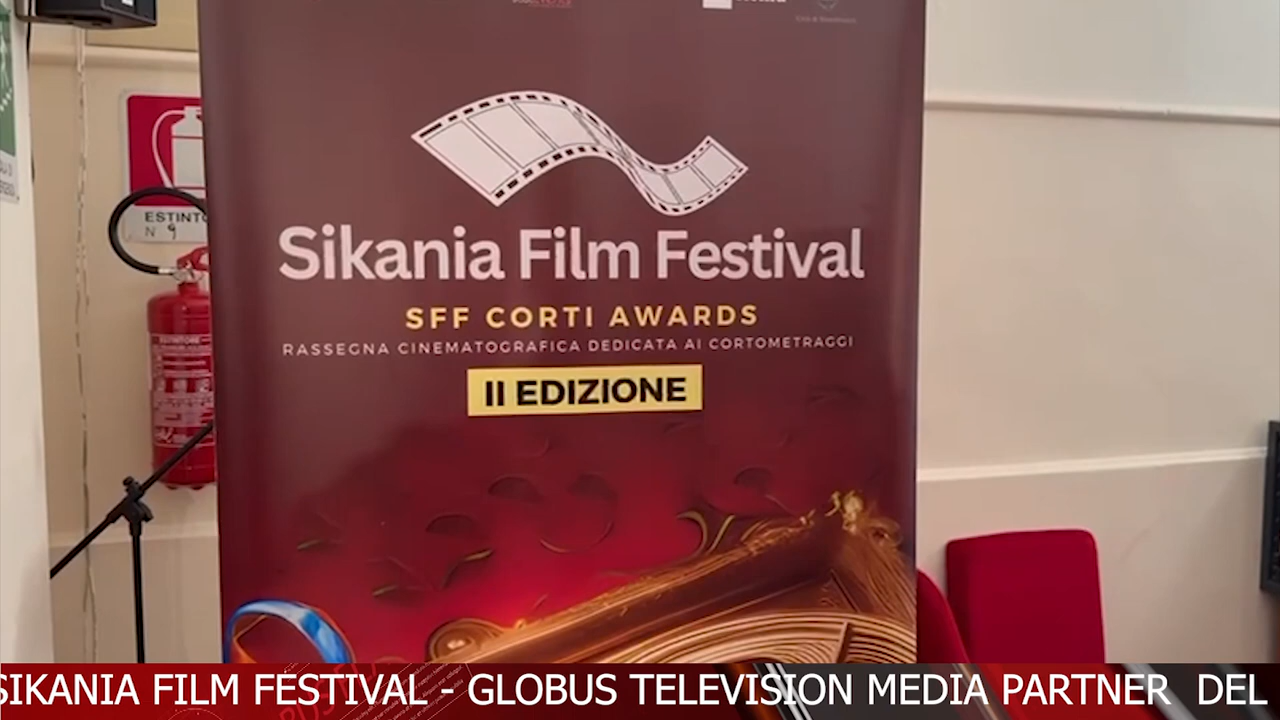 Sikania Film Festival
SFF CORTI AWARDS
RASSEGNA CINEMATOGRAFICA DEDICATA AI CORTOMETRAGGI
II EDIZIONE
ESTINTO
N° 9
SIKANIA FILM FESTIVAL - GLOBUS TELEVISION MEDIA PARTNER DEL